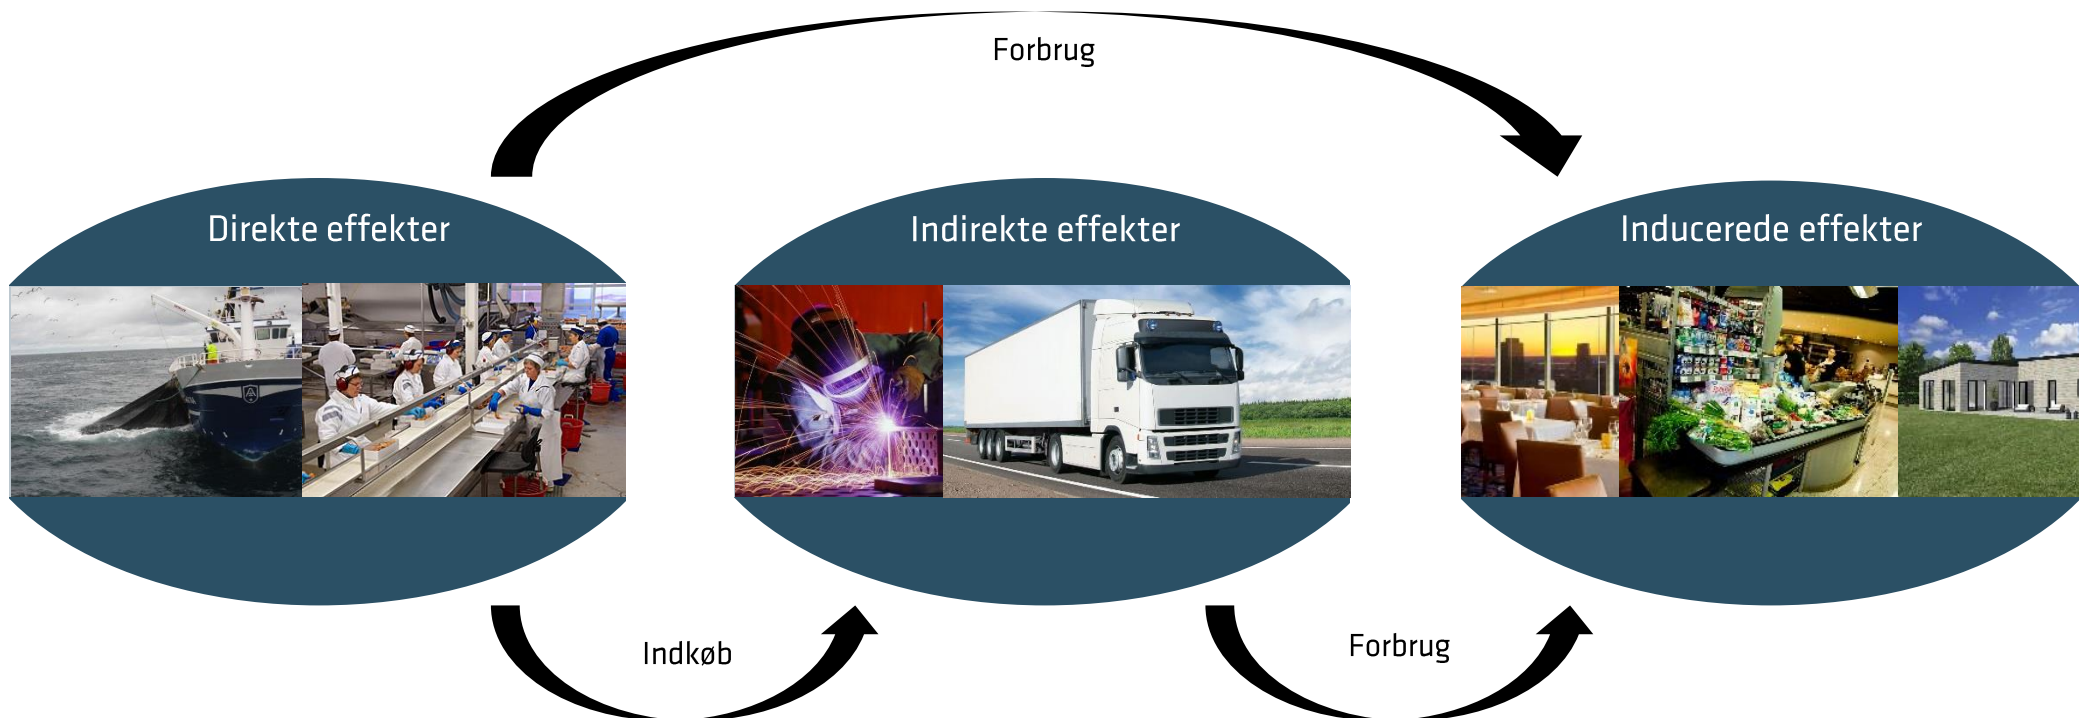 Forbrug
Direkte effekter
Indirekte effekter
Inducerede effekter
Indkøb
Forbrug